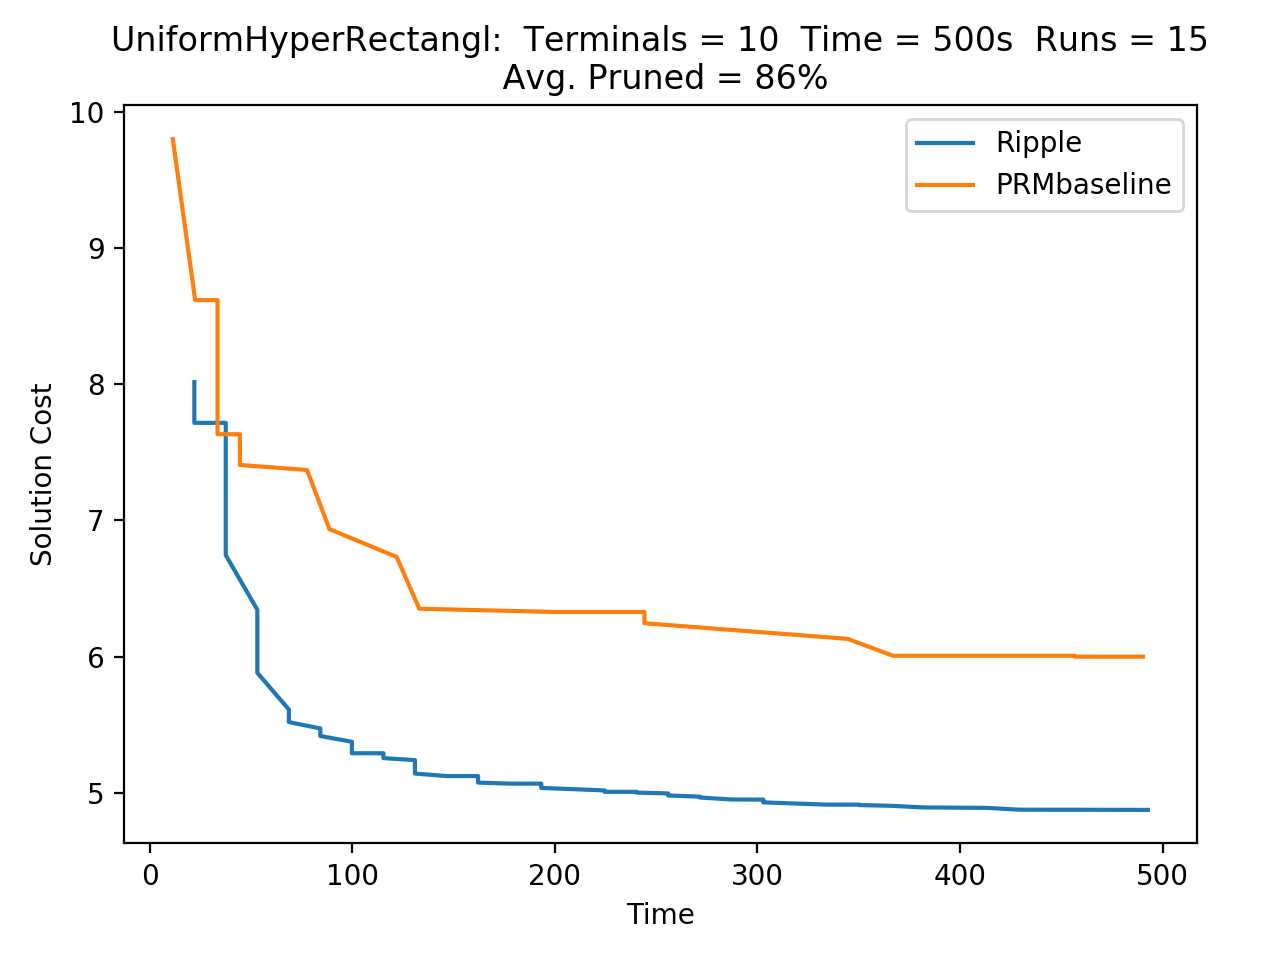 UniformHyperRectangl:  Terminals = 10  Time = 500s  Runs = 15
Avg. Pruned = 86%
Ripple
PRMbaseline
Solution Cost
10
9
8
7
6
5
0
100
200
300
400
500
Time